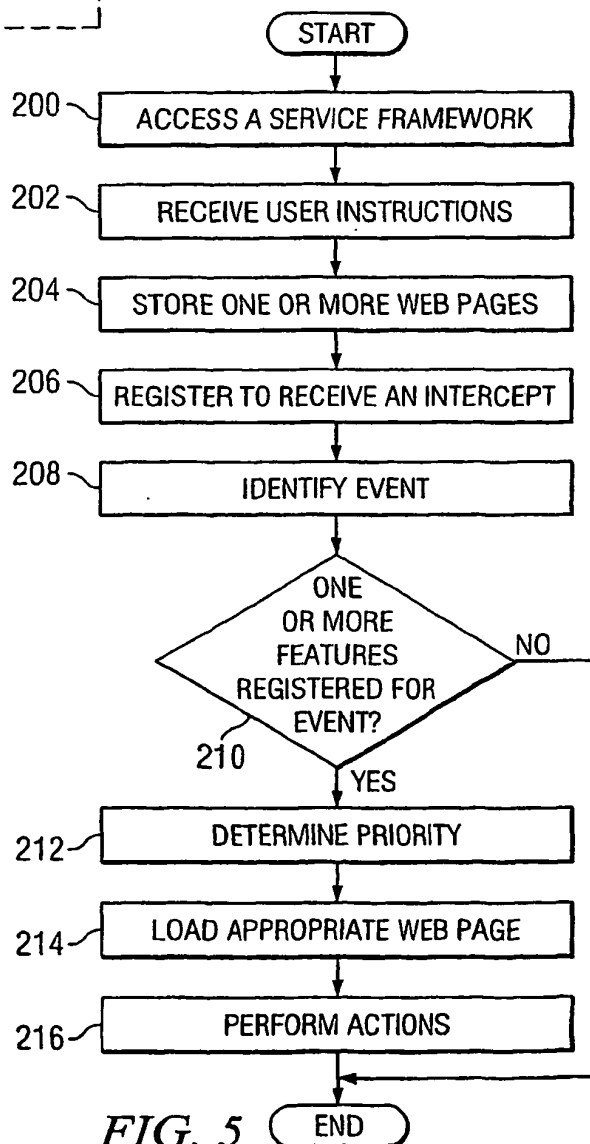 START
200
ACCESS A SERVICE FRAMEWORK
202
RECEIVE USER INSTRUCTIONS
204
STORE ONE OR MORE WEB PAGES
206
REGISTER TO RECEIVE AN INTERCEPT
208
IDENTIFY EVENT
ONE
OR MORE
FEATURES
REGISTERED FOR
EVENT?
NO
210
YES
212
DETERMINE PRIORITY
214
LOAD APPROPRIATE WEB PAGE
216
PERFORM ACTIONS
FIG. 5
END